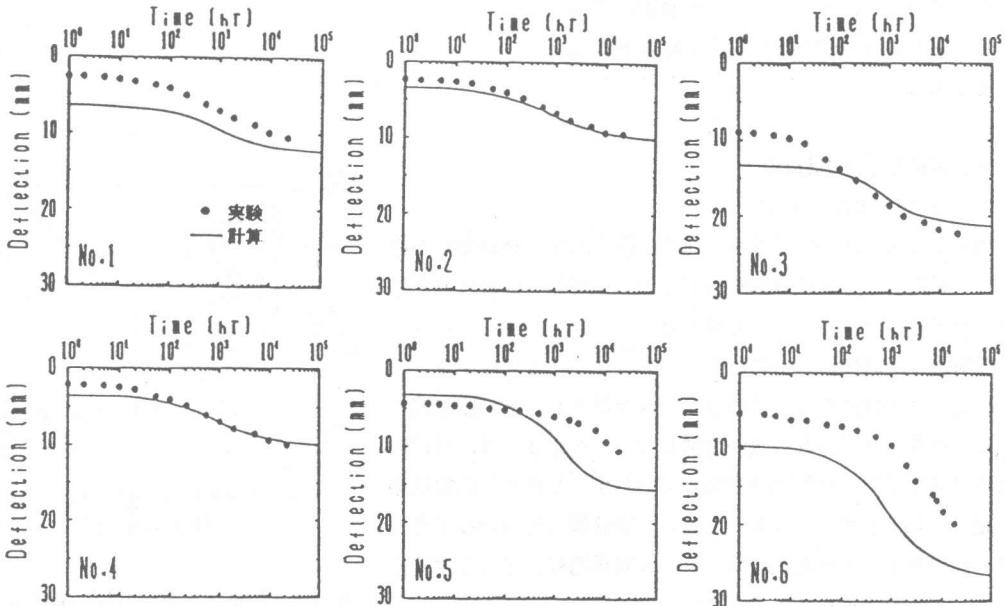 Time (hr)
10⁰ 10¹ 10² 10³ 10⁴ 10⁵
Deflection (mm)
0
10
20
30
● 実験
— 計算
No.1
Time (hr)
10⁰ 10¹ 10² 10³ 10⁴ 10⁵
Deflection (mm)
0
10
20
30
No.2
Time (hr)
10⁰ 10¹ 10² 10³ 10⁴ 10⁵
Deflection (mm)
0
10
20
30
No.3
Time (hr)
10⁰ 10¹ 10² 10³ 10⁴ 10⁵
Deflection (mm)
0
10
20
30
No.4
Time (hr)
10⁰ 10¹ 10² 10³ 10⁴ 10⁵
Deflection (mm)
0
10
20
30
No.5
Time (hr)
10⁰ 10¹ 10² 10³ 10⁴ 10⁵
Deflection (mm)
0
10
20
30
No.6